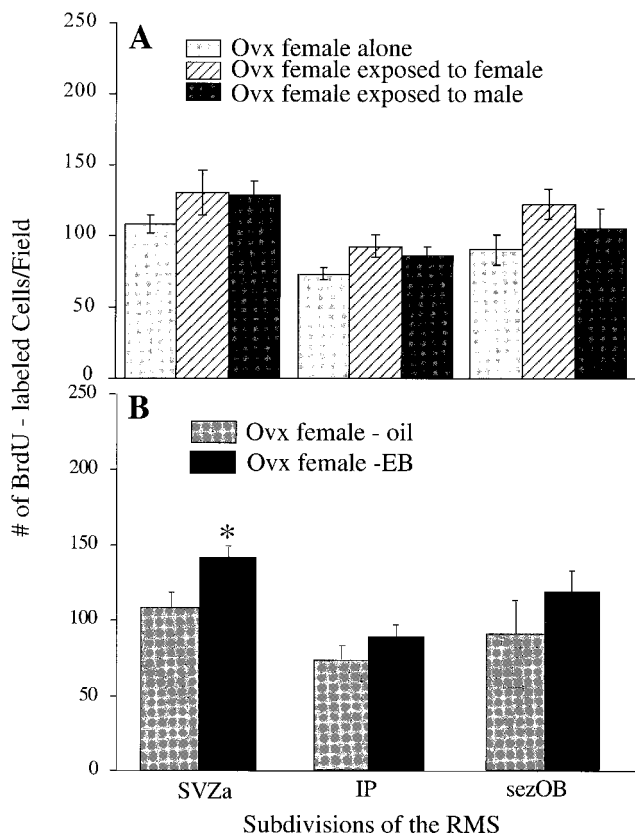 A
Ovx female alone
Ovx female exposed to female
Ovx female exposed to male
250
200
150
100
50
0
B
Ovx female - oil
Ovx female -EB
250
200
150
100
50
0
*
# of BrdU - labeled Cells/Field
SVZa IP sezOB
Subdivisions of the RMS